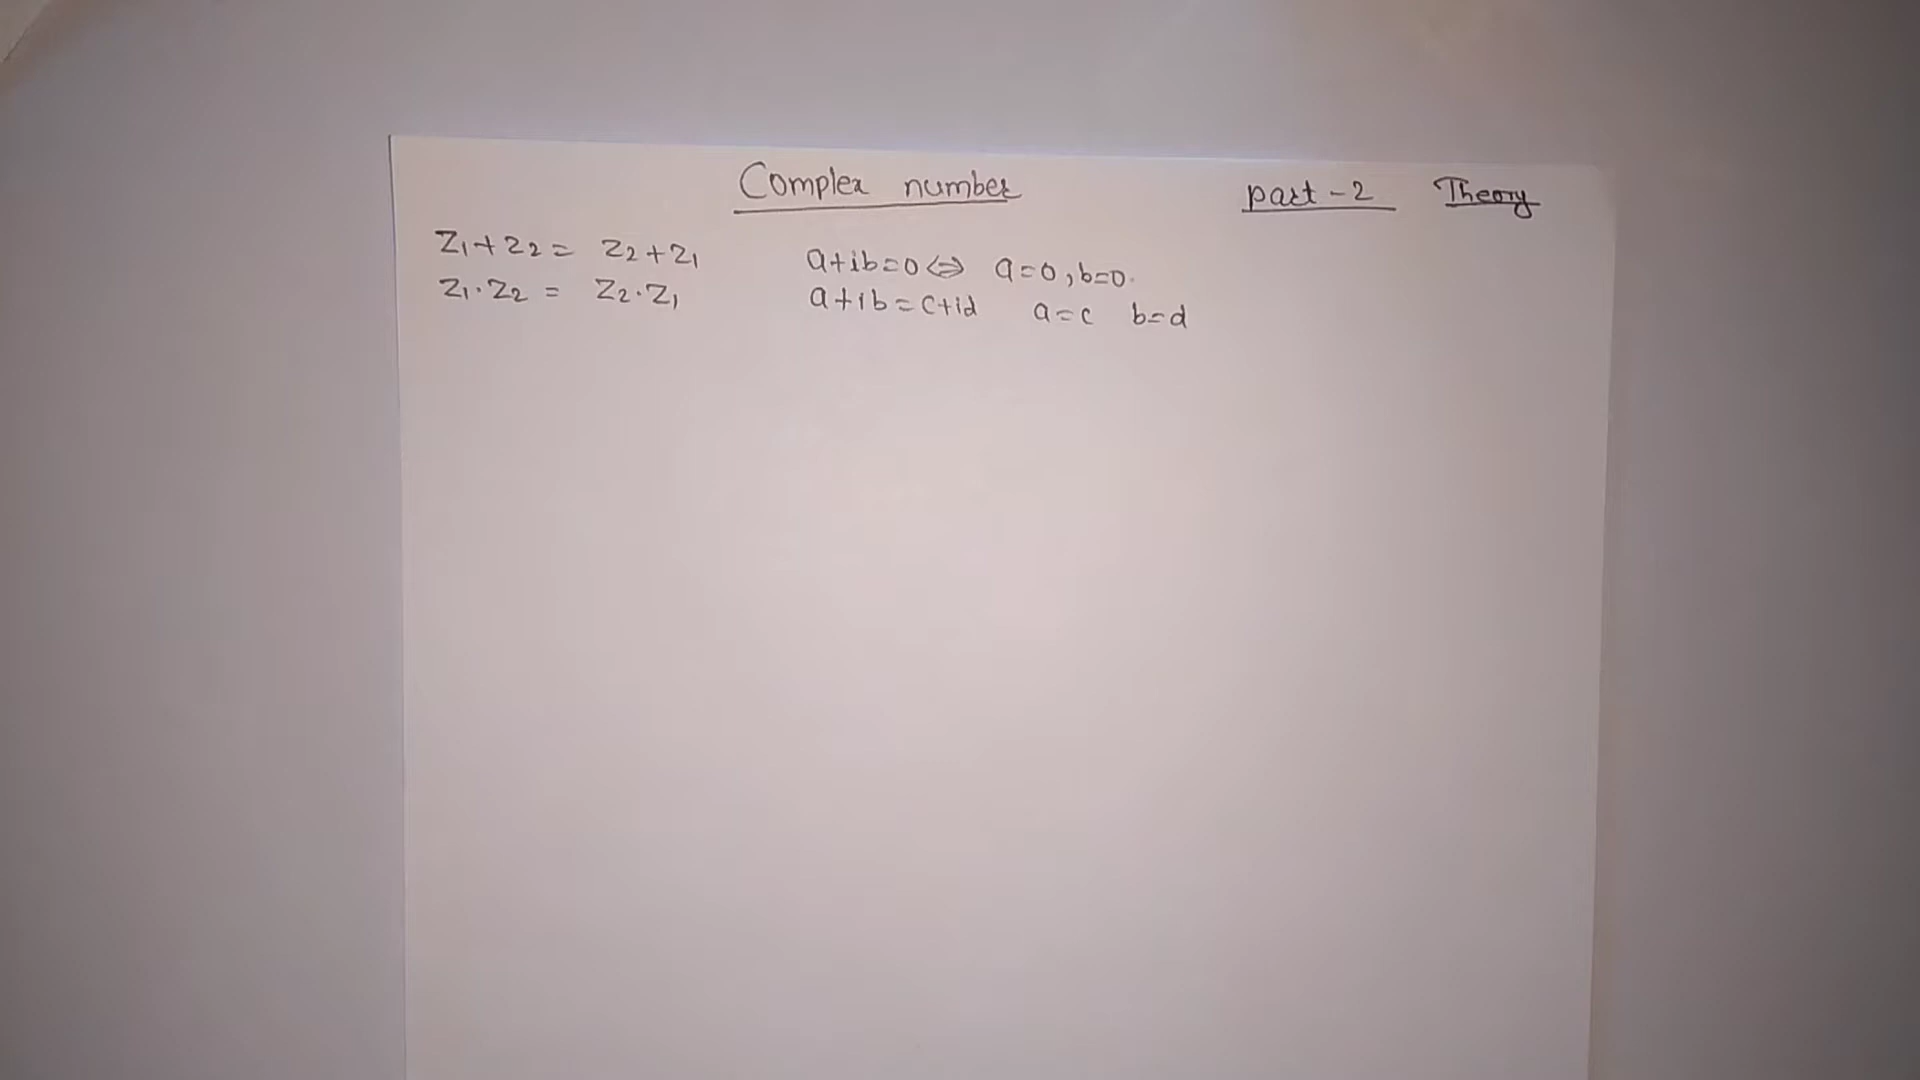 Complex number part-2 Theory
Z₁+Z₂= Z₂+Z₁ a+ib=0⇔ a=0, b=0.
Z₁·Z₂ = Z₂·Z₁ a+ib=c+id a=c b=d